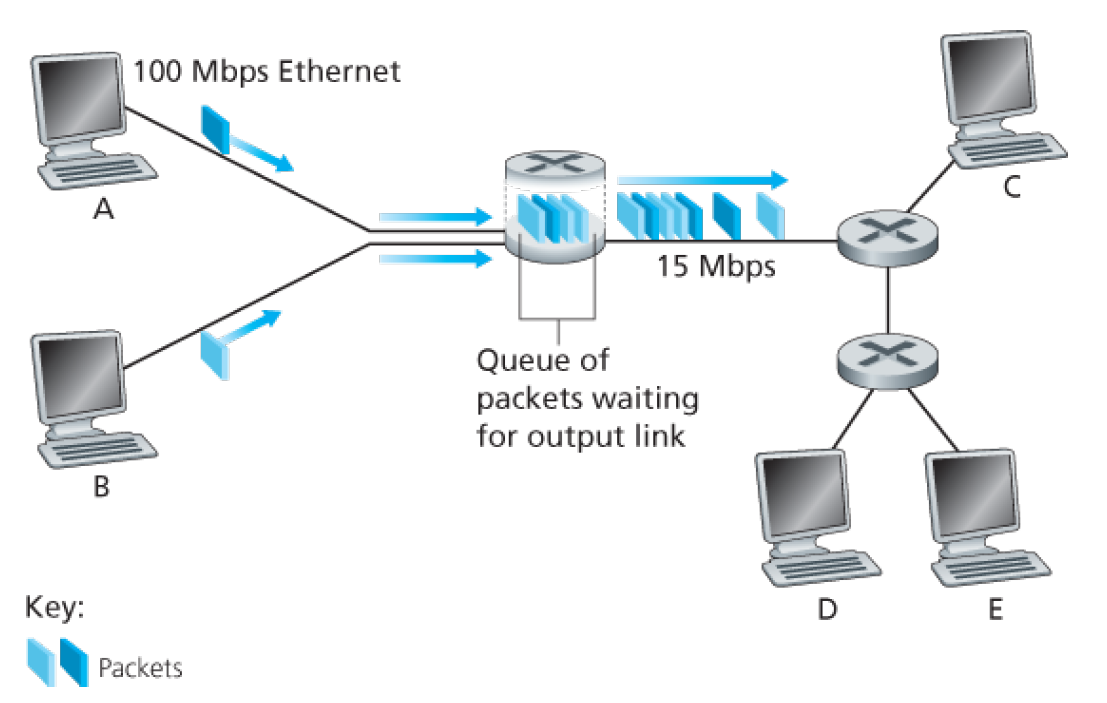 100 Mbps Ethernet
A
C
15 Mbps
Queue of
packets waiting
for output link
B
D
E
Key:
Packets